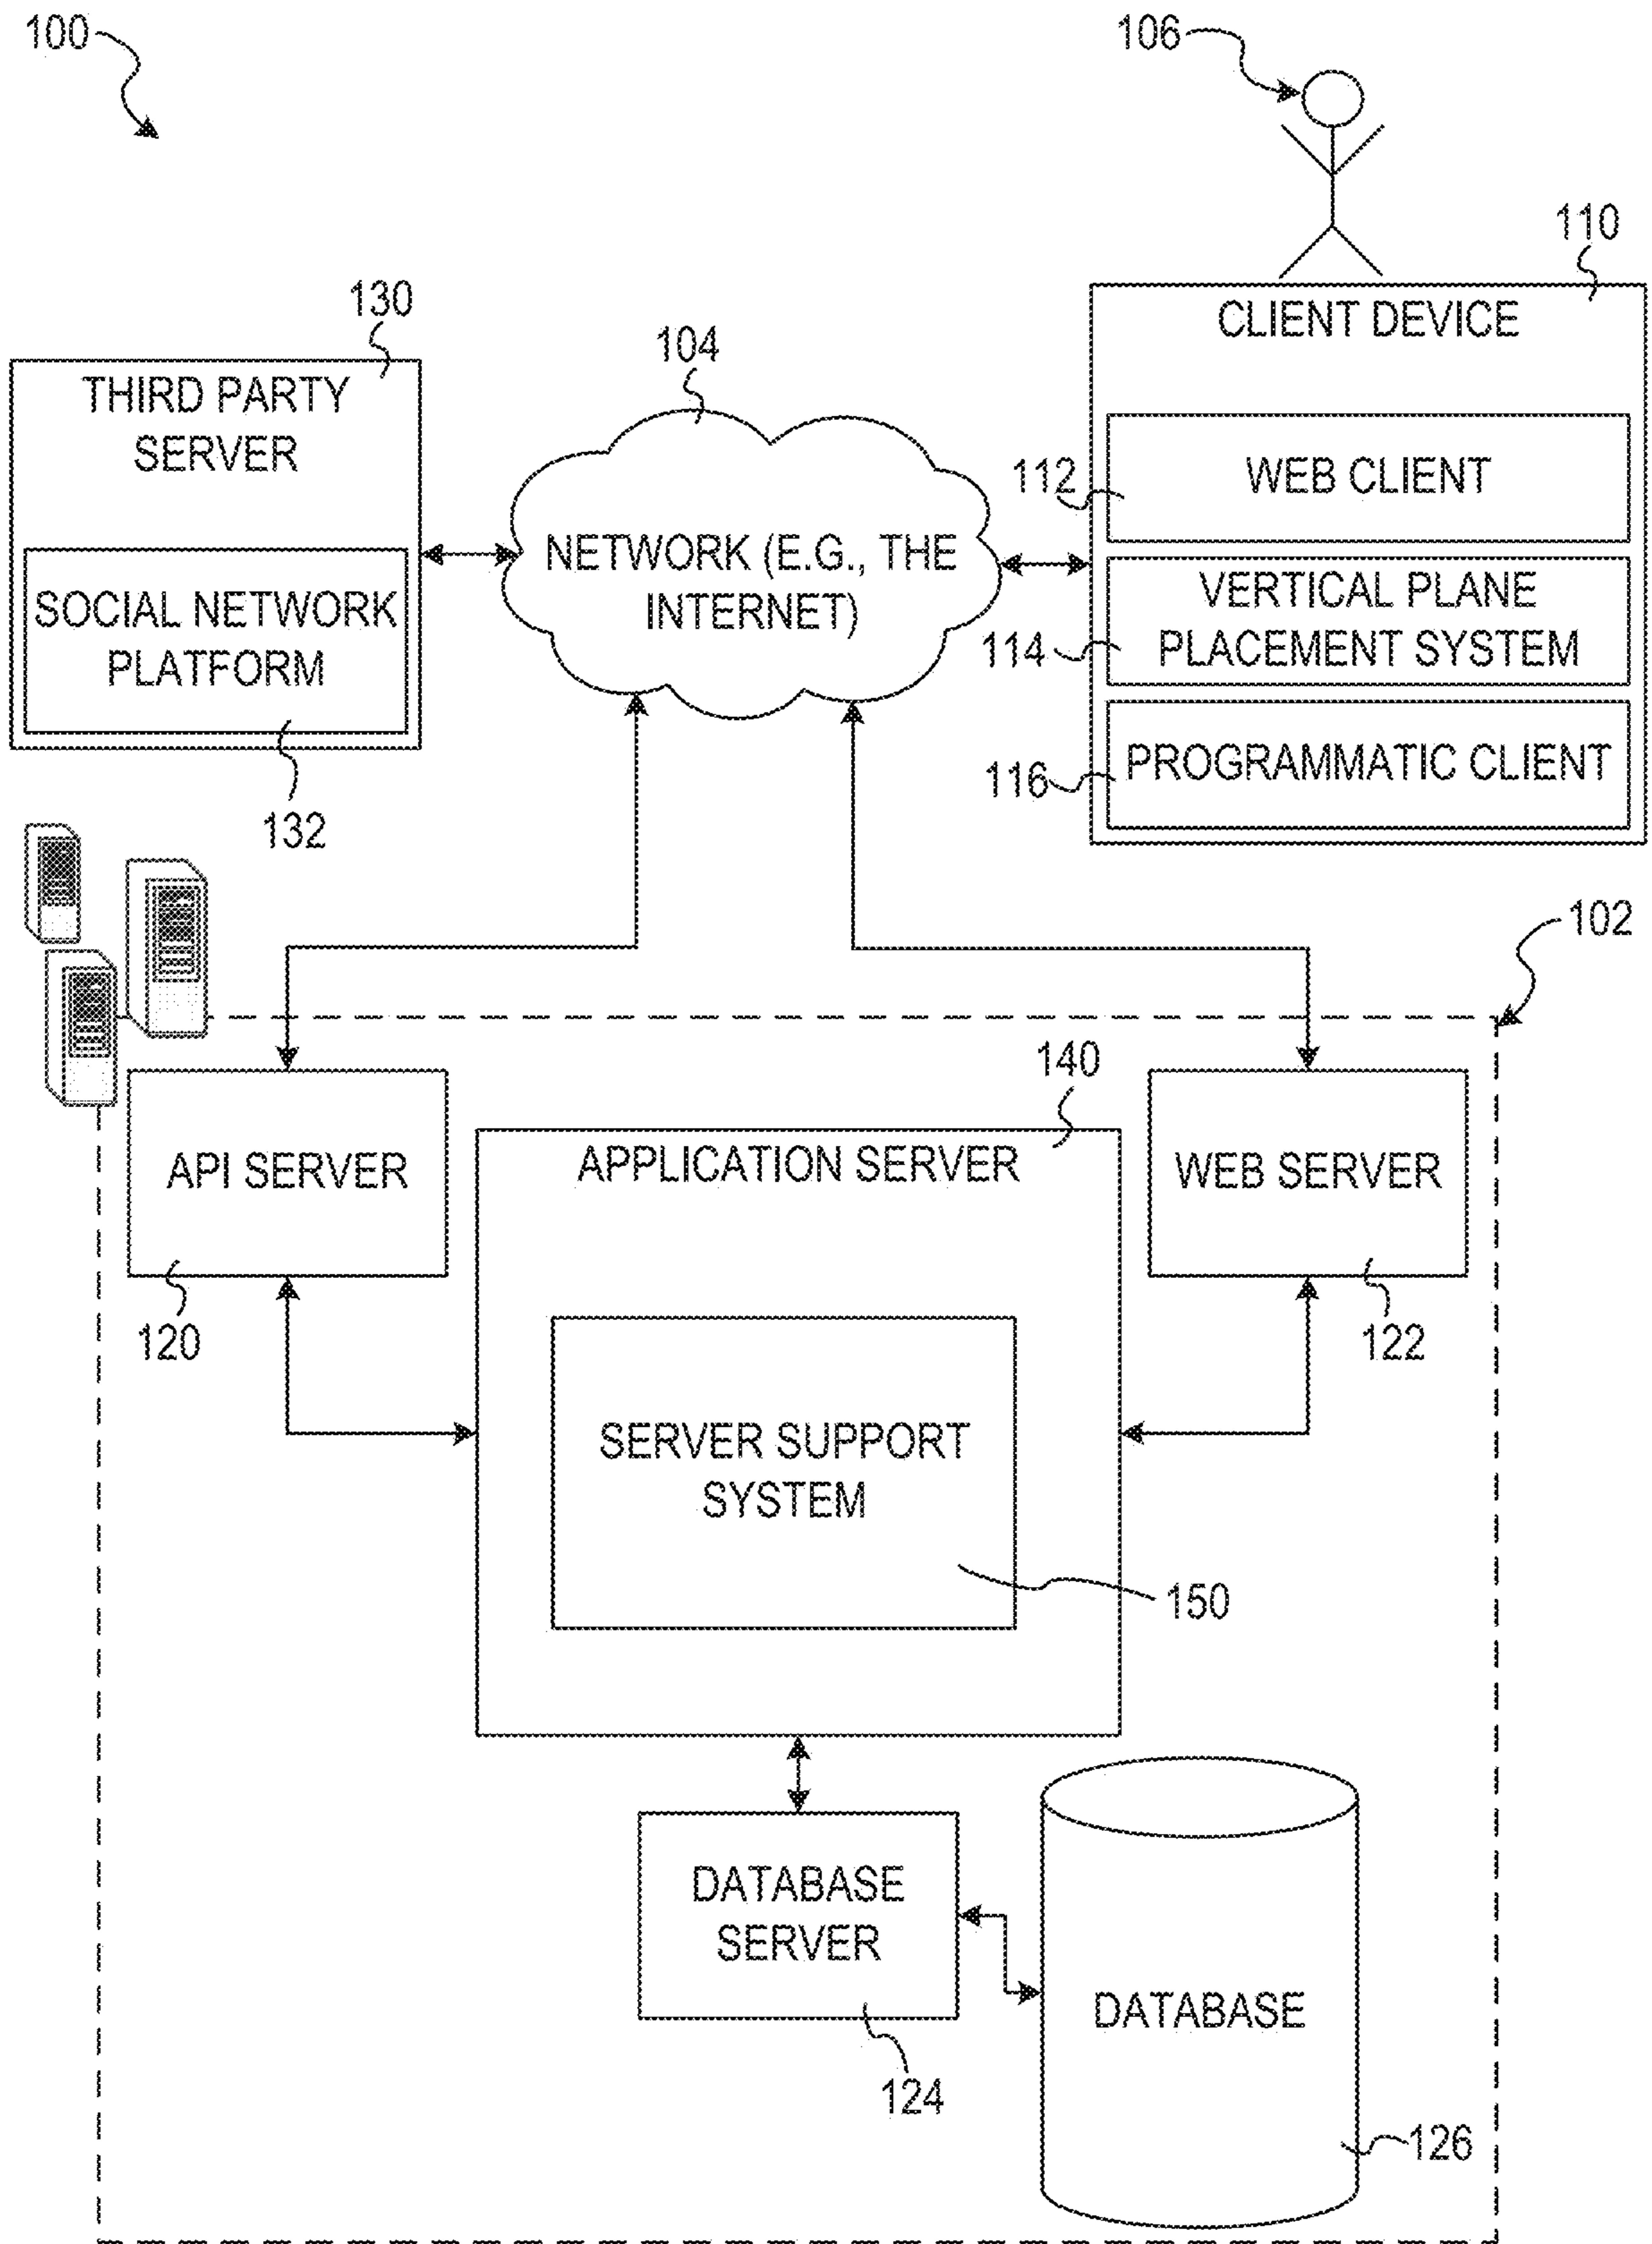 100
106
110
130
CLIENT DEVICE
104
THIRD PARTY
SERVER
112
WEB CLIENT
NETWORK (E.G., THE
INTERNET)
VERTICAL PLANE
PLACEMENT SYSTEM
114
SOCIAL NETWORK
PLATFORM
116
PROGRAMMATIC CLIENT
132
102
140
API SERVER
APPLICATION SERVER
WEB SERVER
120
122
SERVER SUPPORT
SYSTEM
150
DATABASE
SERVER
DATABASE
124
126